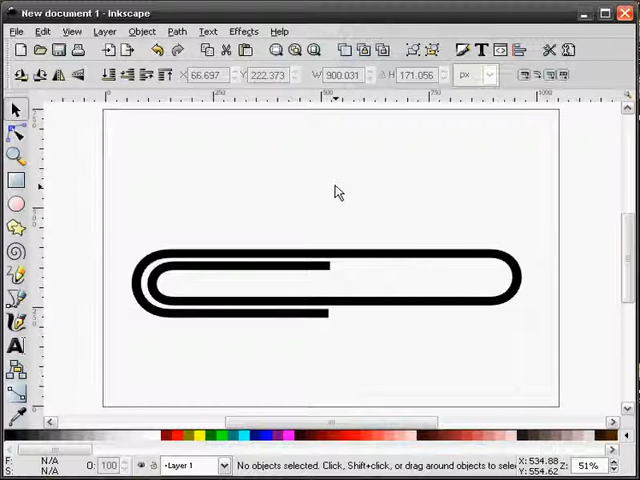 New document 1 - Inkscape
File Edit View Layer Object Path Text Effects Help
X 66.697 Y 222.373 W 900.031 H 171.056 px
0 250 500 750 1000
F: N/A
S: N/A
O: 100
•Layer 1
No objects selected. Click, Shift+click, or drag around objects to selec
X: 534.88
Y: 554.62
Z: 51%